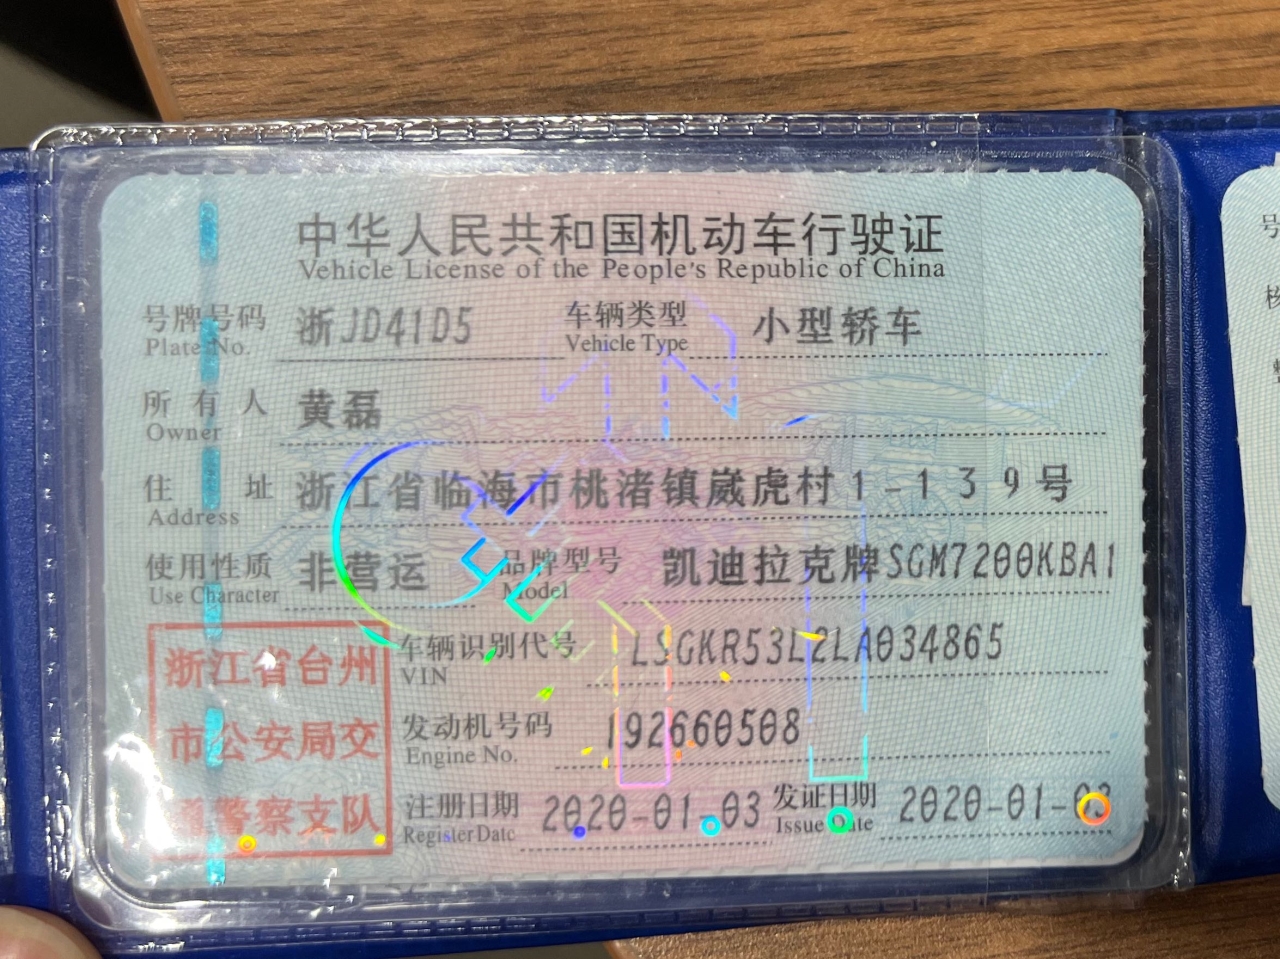 中华人民共和国机动车行驶证
Vehicle License of the People's Republic of China
号牌号码 浙JD41D5 车辆类型 小型轿车
Plate No. Vehicle Type
所有人 黄磊
Owner
住址 浙江省临海市桃渚镇崴虎村1-139号
Address
使用性质 非营运 品牌型号 凯迪拉克牌SGM7200KBA1
Use Character Model
浙江省台州 车辆识别代号 LSGKR53L2LA034865
VIN
市公安局交 发动机号码 192660508
Engine No.
通警察支队 注册日期 2020-01-03 发证日期 2020-01-03
Register Date Issue Date
号